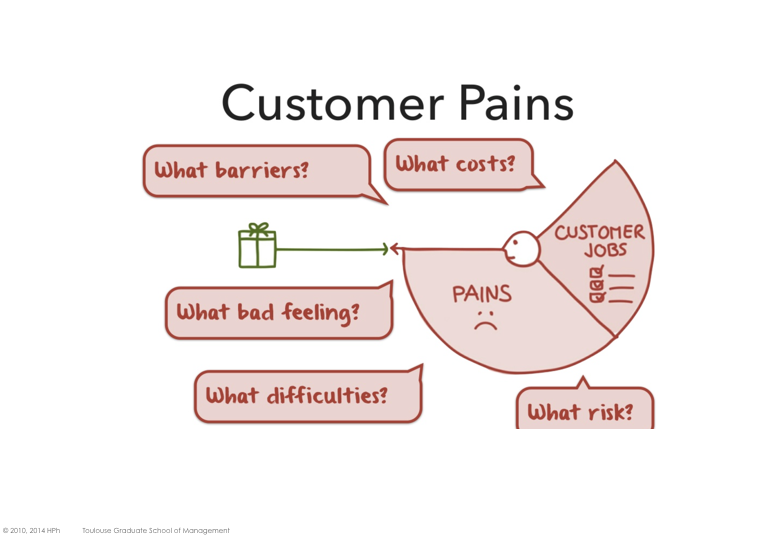 Customer Pains
What barriers?
What costs?
CUSTOMER
JOBS
PAINS
What bad feeling?
What difficulties?
What risk?
© 2010, 2014 HPh Toulouse Graduate School of Management